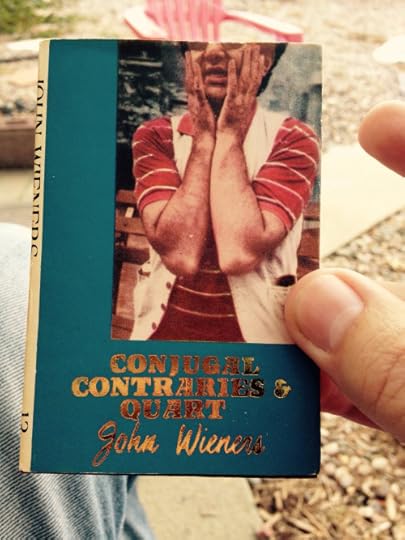 JOHN WIENERS
12
CONJUGAL
CONTRARIES &
QUART
John Wieners